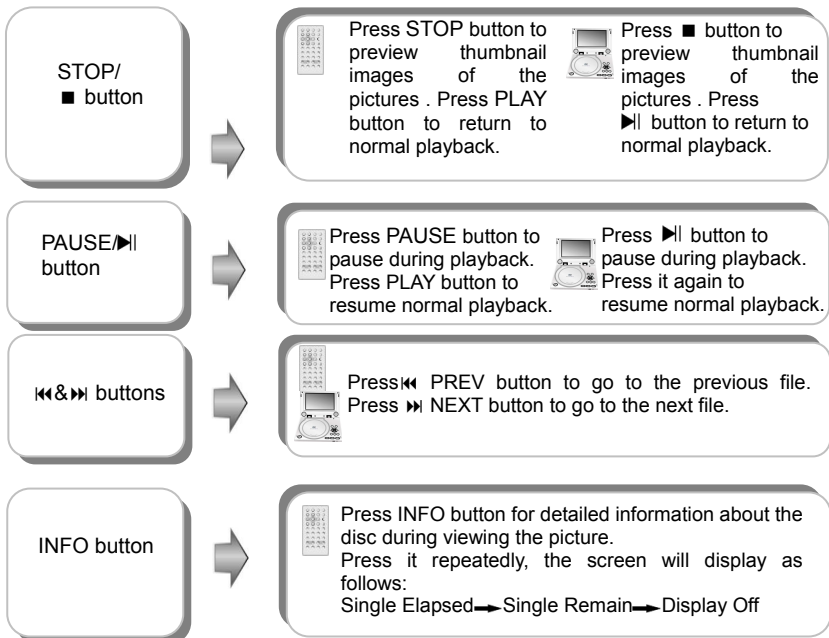 STOP/
■ button
Press STOP button to
preview thumbnail
images of the
pictures . Press PLAY
button to return to
normal playback.
Press ■ button to
preview thumbnail
images of the
pictures . Press
▶|| button to return to
normal playback.
PAUSE/▶||
button
Press PAUSE button to
pause during playback.
Press PLAY button to
resume normal playback.
Press ▶|| button to
pause during playback.
Press it again to
resume normal playback.
|◀◀&▶▶| buttons
Press|◀◀ PREV button to go to the previous file.
Press ▶▶| NEXT button to go to the next file.
INFO button
Press INFO button for detailed information about the
disc during viewing the picture.
Press it repeatedly, the screen will display as
follows:
Single Elapsed→Single Remain→Display Off